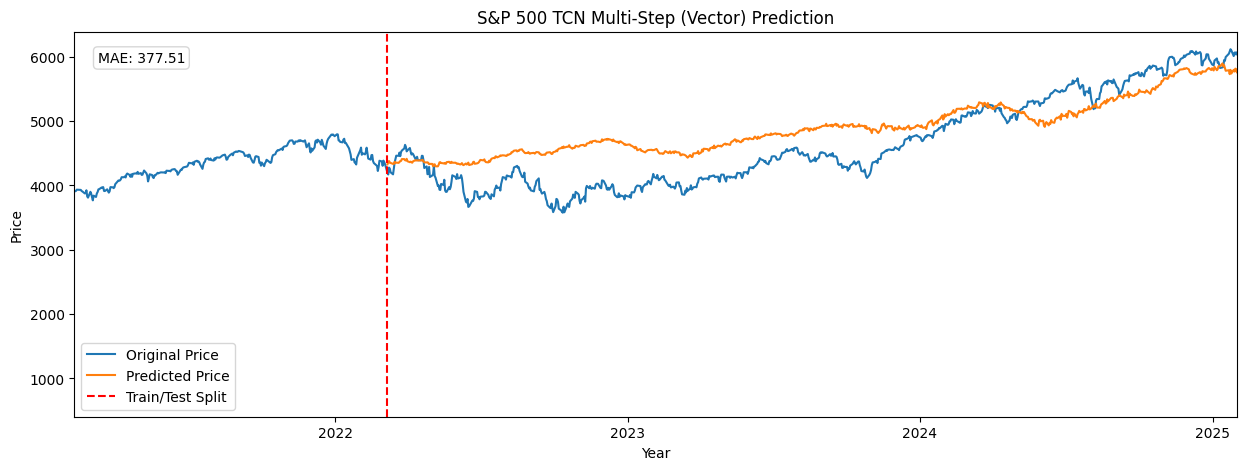 S&P 500 TCN Multi-Step (Vector) Prediction
MAE: 377.51
6000
5000
4000
3000
2000
1000
Price
Original Price
Predicted Price
Train/Test Split
2022
2023
2024
2025
Year